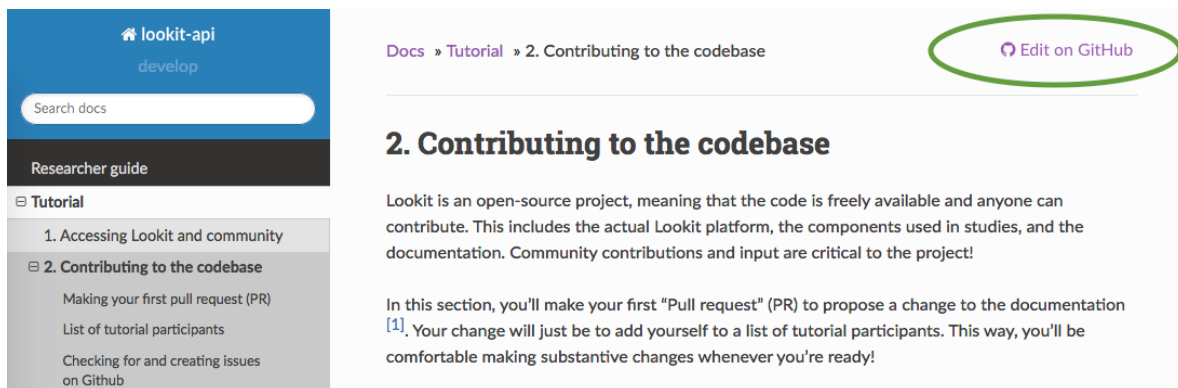 lookit-api
develop
Search docs
Researcher guide
Tutorial
1. Accessing Lookit and community
2. Contributing to the codebase
Making your first pull request (PR)
List of tutorial participants
Checking for and creating issues
on Github
Docs » Tutorial » 2. Contributing to the codebase
Edit on GitHub
2. Contributing to the codebase
Lookit is an open-source project, meaning that the code is freely available and anyone can
contribute. This includes the actual Lookit platform, the components used in studies, and the
documentation. Community contributions and input are critical to the project!
In this section, you’ll make your first “Pull request” (PR) to propose a change to the documentation
[1]. Your change will just be to add yourself to a list of tutorial participants. This way, you’ll be
comfortable making substantive changes whenever you’re ready!